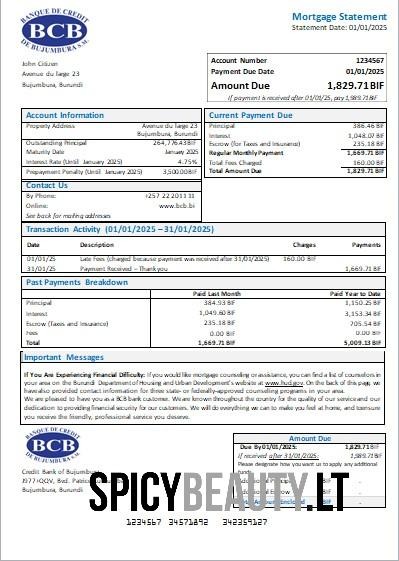 BANQUE DE CREDIT
BCB
DE BUJUMBURA S.M.
Mortgage Statement
Statement Date: 01/01/2025
John Citizen
Avenue du large 23
Bujumbura, Burundi
Account Number 1234567
Payment Due Date 01/01/2025
Amount Due 1,829.71 BIF
If payment is received after 01/01/25, pay 1,989.71 BIF
Account Information
Property Address Avenue du large 23
Bujumbura, Burundi
Outstanding Principal 264,776.43 BIF
Maturity Date January 2025
Interest Rate (Until January 2025) 4.75%
Prepayment Penalty (Until January 2025) 3,500.00 BIF
Contact Us
By Phone: +257 22 20 11 11
Online: www.bcb.bi
See back for mailing addresses
Current Payment Due
Principal 386.46 BIF
Interest 1,048.07 BIF
Escrow (for Taxes and Insurance) 235.18 BIF
Regular Monthly Payment 1,669.71 BIF
Total Fees Charged 160.00 BIF
Total Amount Due 1,829.71 BIF
Transaction Activity (01/01/2025 – 31/01/2025)
Date Description Charges Payments
01/01/25 Late Fees (charged because payment was received after 31/01/2025) 160.00 BIF
31/01/25 Payment Received – Thank you 1,669.71 BIF
Past Payments Breakdown
Paid Last Month Paid Year to Date
Principal 384.93 BIF 1,150.25 BIF
Interest 1,049.60 BIF 3,153.34 BIF
Escrow (Taxes and Insurance) 235.18 BIF 705.54 BIF
Fees 0.00 BIF 0.00 BIF
Total 1,669.71 BIF 5,009.13 BIF
Important Messages
If You Are Experiencing Financial Difficulty: If you would like mortgage counseling or assistance, you can find a list of counselors in
your area on the Burundi Department of Housing and Urban Development's website at www.hud.gov. On the back of this page, we
have also provided contact information for three state or federally-approved counseling programs in your area.
We are pleased to have you as a BCB bank customer. We are known throughout the country for the quality of our service and our
dedication to providing financial security for our customers. We will do everything we can to make you feel at home, and to ensure
you receive the friendly, professional service you deserve.
BANQUE DE CREDIT
BCB
DE BUJUMBURA S.M.
Credit Bank of Bujumbura
J977+QQV, Bvd. Patrice
Bujumbura, Burundi
Amount Due
Due By 01/01/2025: 1,829.71 BIF
If received after 31/01/2025: 1,989.71 BIF
Please designate how you want us to apply any additional
funds
Additional Principal BIF
Additional Escrow BIF
SPICYBEAUTY.LT
1234567 34571892 342359127